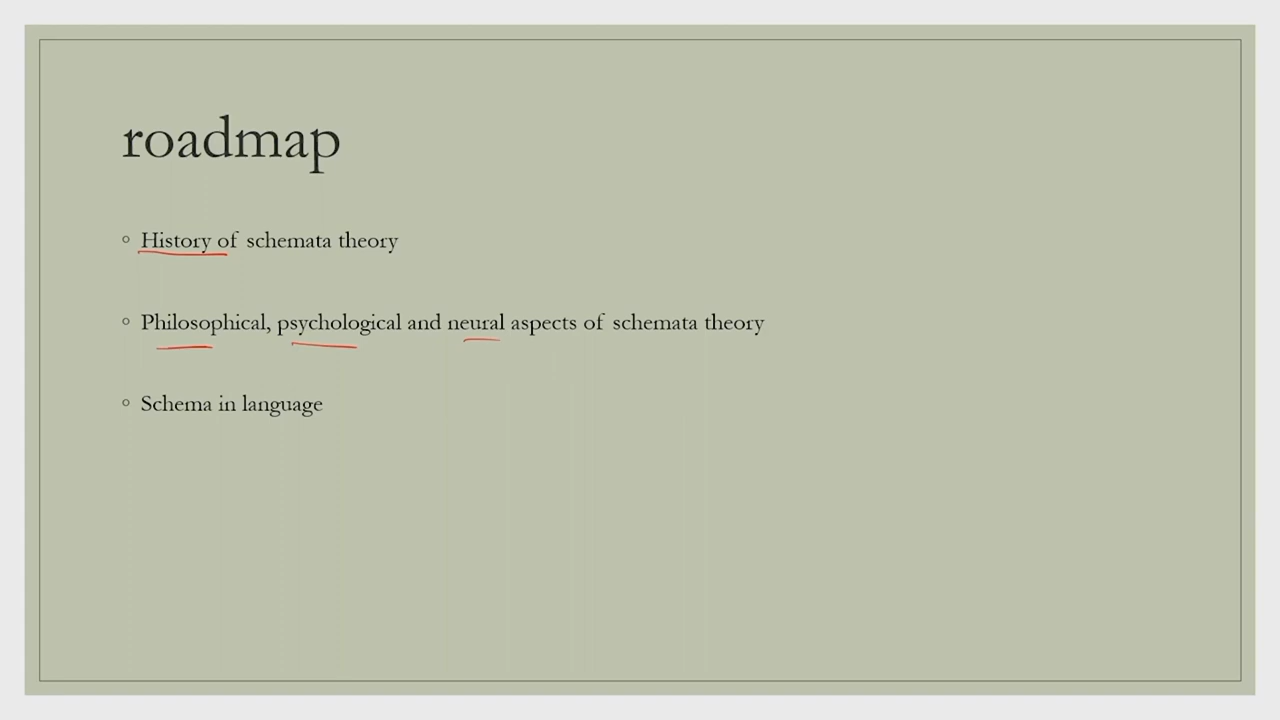 roadmap
History of schemata theory
Philosophical, psychological and neural aspects of schemata theory
Schema in language